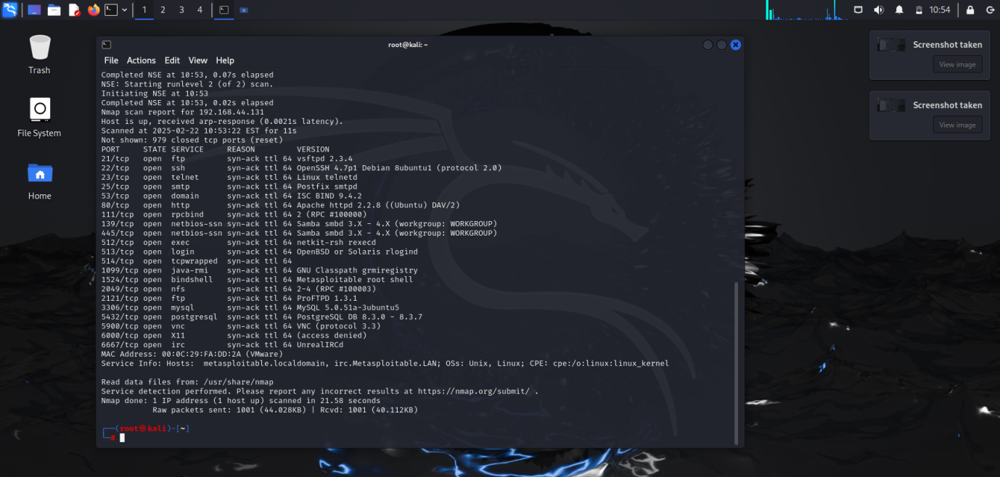 1 2 3 4
10:54
Trash
File System
Home
root@kali: ~
File Actions Edit View Help
Completed NSE at 10:53, 0.07s elapsed
NSE: Starting runlevel 2 (of 2) scan.
Initiating NSE at 10:53
Completed NSE at 10:53, 0.02s elapsed
Nmap scan report for 192.168.44.131
Host is up, received arp-response (0.0021s latency).
Scanned at 2025-02-22 10:53:22 EST for 11s
Not shown: 979 closed tcp ports (reset)
PORT STATE SERVICE REASON VERSION
21/tcp open ftp syn-ack ttl 64 vsftpd 2.3.4
22/tcp open ssh syn-ack ttl 64 OpenSSH 4.7p1 Debian 8ubuntu1 (protocol 2.0)
23/tcp open telnet syn-ack ttl 64 Linux telnetd
25/tcp open smtp syn-ack ttl 64 Postfix smtpd
53/tcp open domain syn-ack ttl 64 ISC BIND 9.4.2
80/tcp open http syn-ack ttl 64 Apache httpd 2.2.8 ((Ubuntu) DAV/2)
111/tcp open rpcbind syn-ack ttl 64 2 (RPC #100000)
139/tcp open netbios-ssn syn-ack ttl 64 Samba smbd 3.X - 4.X (workgroup: WORKGROUP)
445/tcp open netbios-ssn syn-ack ttl 64 Samba smbd 3.X - 4.X (workgroup: WORKGROUP)
512/tcp open exec syn-ack ttl 64 netkit-rsh rexecd
513/tcp open login syn-ack ttl 64 OpenBSD or Solaris rlogind
514/tcp open tcpwrapped syn-ack ttl 64
1099/tcp open java-rmi syn-ack ttl 64 GNU Classpath grmiregistry
1524/tcp open bindshell syn-ack ttl 64 Metasploitable root shell
2049/tcp open nfs syn-ack ttl 64 2-4 (RPC #100003)
2121/tcp open ftp syn-ack ttl 64 ProFTPD 1.3.1
3306/tcp open mysql syn-ack ttl 64 MySQL 5.0.51a-3ubuntu5
5432/tcp open postgresql syn-ack ttl 64 PostgreSQL DB 8.3.0 - 8.3.7
5900/tcp open vnc syn-ack ttl 64 VNC (protocol 3.3)
6000/tcp open X11 syn-ack ttl 64 (access denied)
6667/tcp open irc syn-ack ttl 64 UnrealIRCd
MAC Address: 00:0C:29:FA:DD:2A (VMware)
Service Info: Hosts:  metasploitable.localdomain, irc.Metasploitable.LAN; OSs: Unix, Linux; CPE: cpe:/o:linux:linux_kernel
Read data files from: /usr/share/nmap
Service detection performed. Please report any incorrect results at https://nmap.org/submit/ .
Nmap done: 1 IP address (1 host up) scanned in 21.58 seconds
Raw packets sent: 1001 (44.028KB) | Rcvd: 1001 (40.112KB)
┌──(root㉿kali)-[~]
└─#
Screenshot taken
View image
Screenshot taken
View image